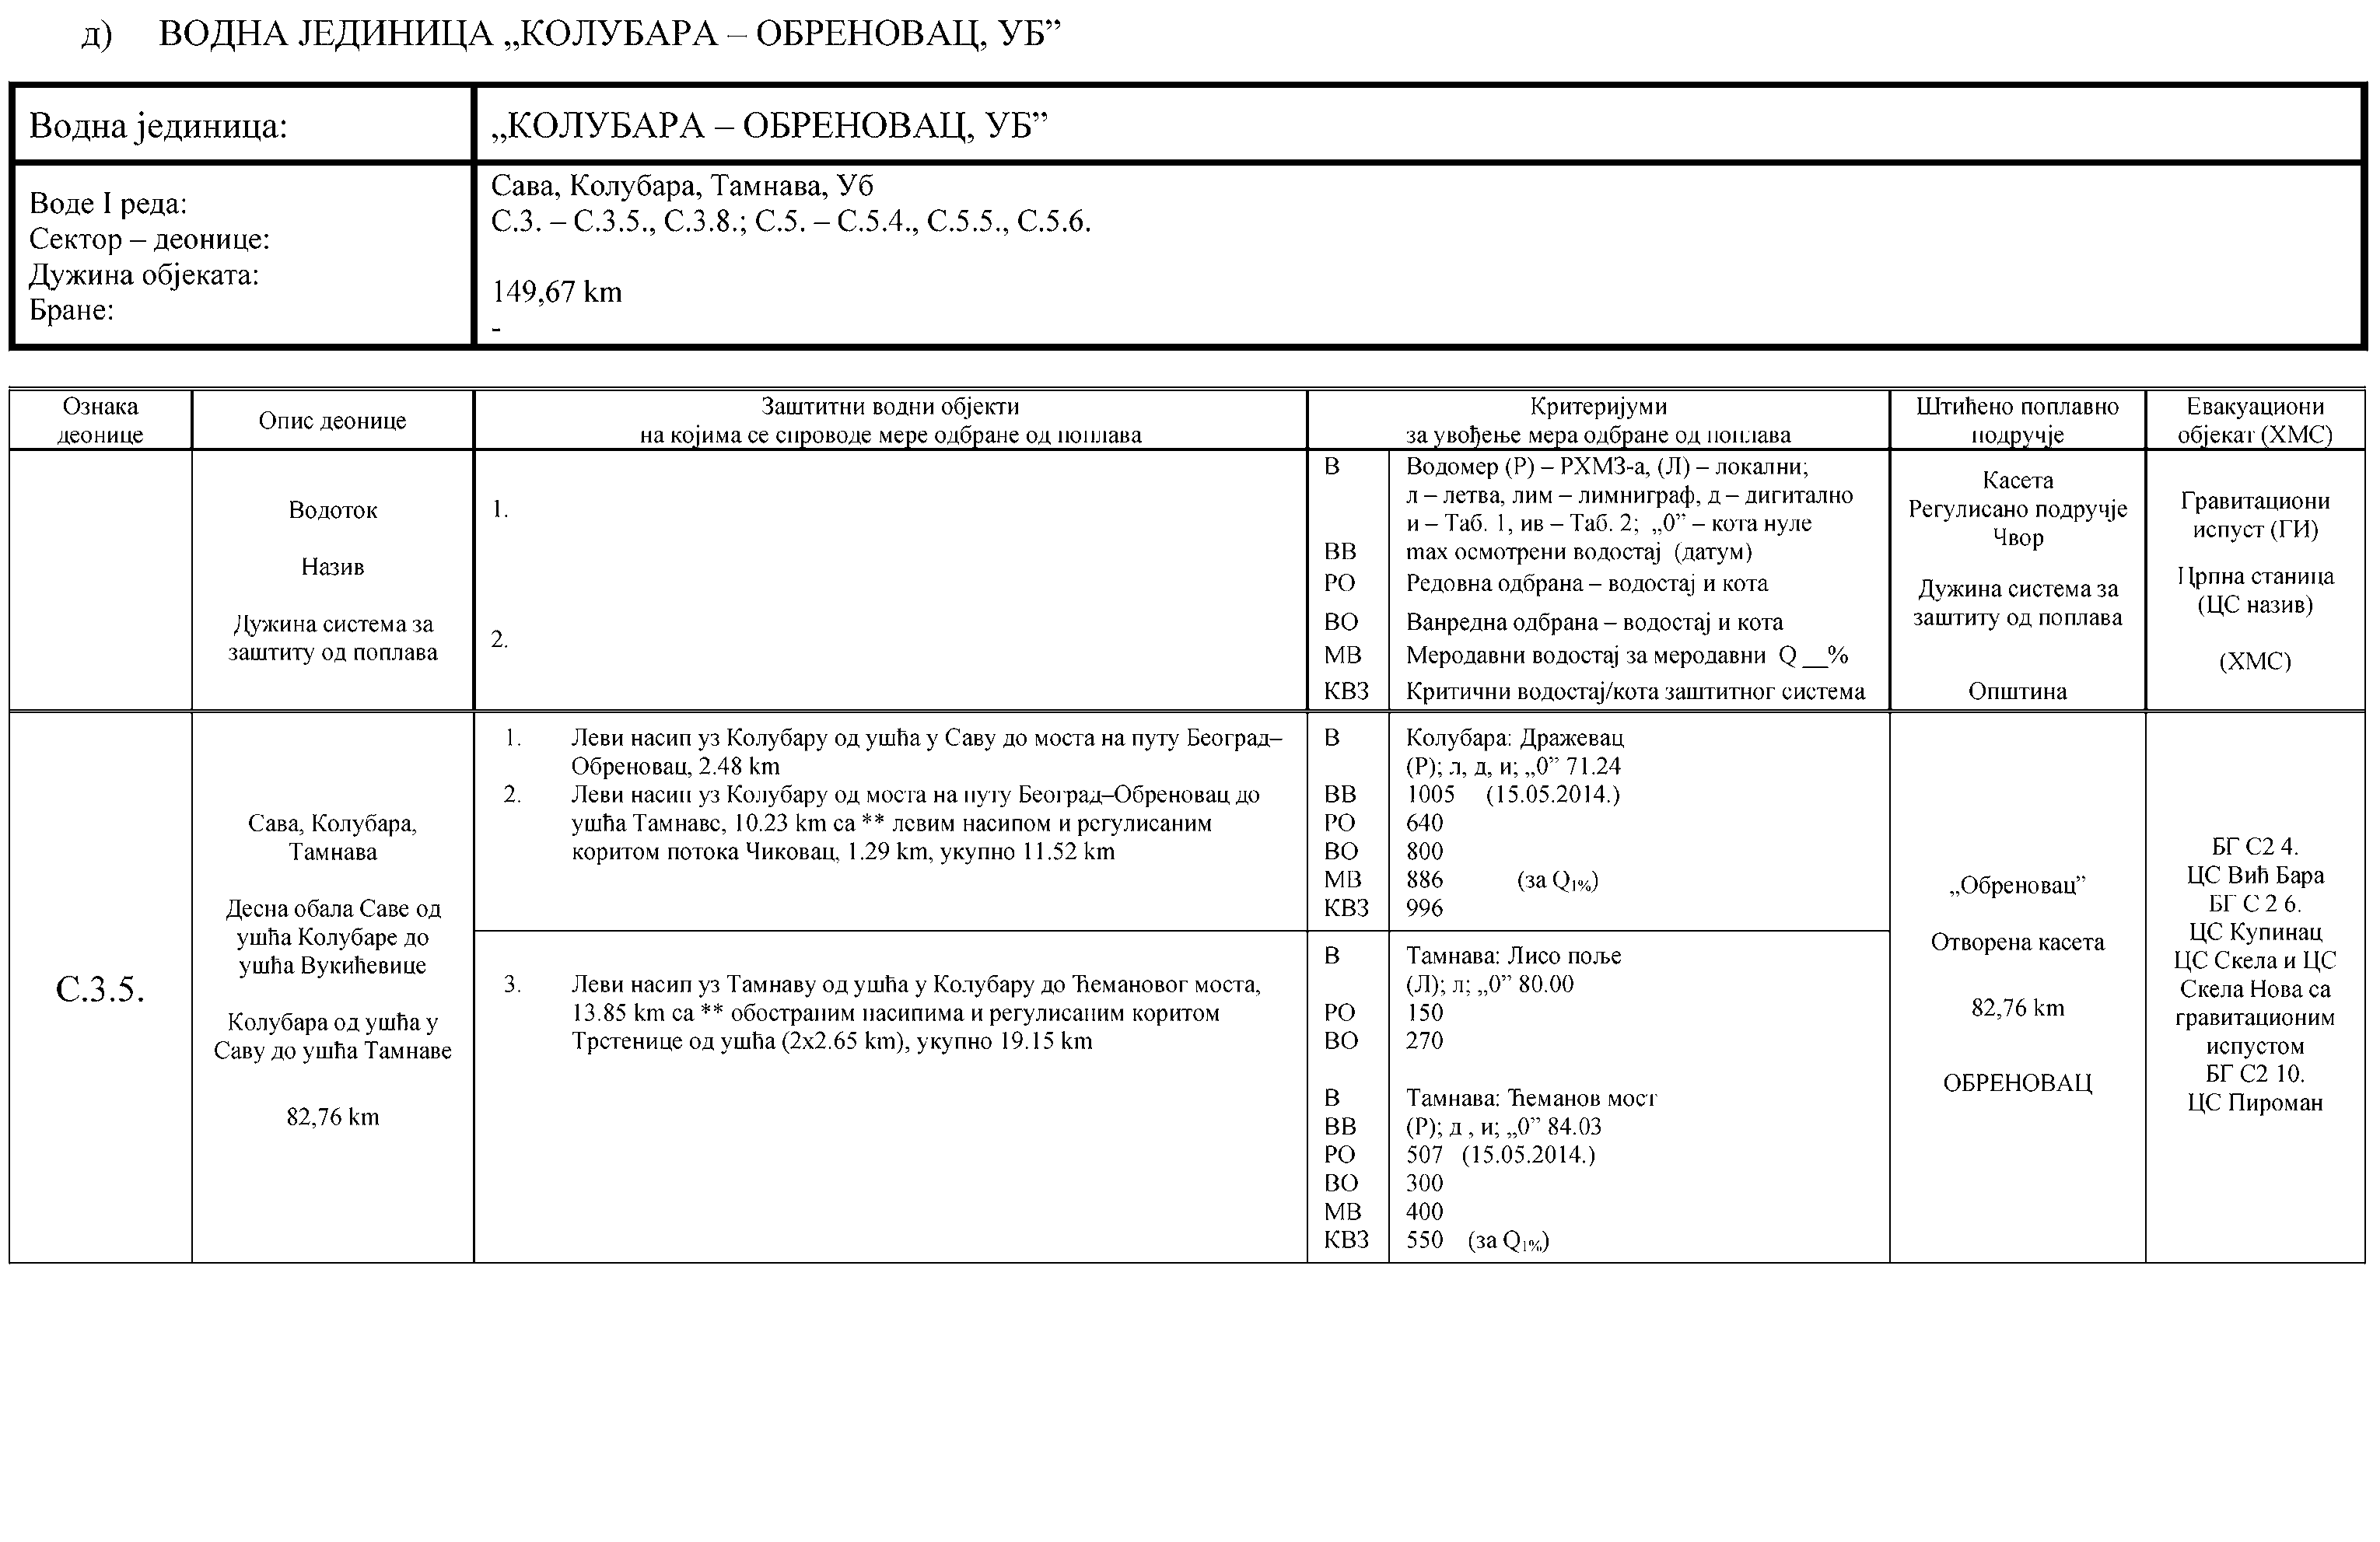 д) ВОДНА ЈЕДИНИЦА „КОЛУБАРА – ОБРЕНОВАЦ, УБ”
Водна јединица:
„КОЛУБАРА – ОБРЕНОВАЦ, УБ”
Воде I реда:
Сектор – деонице:
Дужина објеката:
Бране:
Сава, Колубара, Тамнава, Уб
С.3. – С.3.5., С.3.8.; С.5. – С.5.4., С.5.5., С.5.6.
149,67 km
-
Ознака
деонице
Опис деонице
Заштитни водни објекти
на којима се спроводе мере одбране од поплава
Критеријуми
за увођење мера одбране од поплава
Штићено поплавно
подручје
Евакуациони
објекат (ХМС)
Водоток
Назив
Дужина система за
заштиту од поплава
1.
2.
В Водомер (Р) – РХМЗ-а, (Л) – локални;
л – летва, лим – лимниграф, д – дигитално
и – Таб. 1, ив – Таб. 2; „0” – кота нуле
ВВ max осмотрени водостај (датум)
РО Редовна одбрана – водостај и кота
ВО Ванредна одбрана – водостај и кота
МВ Меродавни водостај за меродавни Q __%
КВЗ Критични водостај/кота заштитног система
Касета
Регулисано подручје
Чвор
Дужина система за
заштиту од поплава
Општина
Гравитациони
испуст (ГИ)
Црпна станица
(ЦС назив)
(ХМС)
С.3.5.
Сава, Колубара,
Тамнава
Десна обала Саве од
ушћа Колубаре до
ушћа Вукићевице
Колубара од ушћа у
Саву до ушћа Тамнаве
82,76 km
1. Леви насип уз Колубару од ушћа у Саву до моста на путу Београд–
Обреновац, 2.48 km
2. Леви насип уз Колубару од моста на путу Београд–Обреновац до
ушћа Тамнаве, 10.23 km са ** левим насипом и регулисаним
коритом потока Чиковац, 1.29 km, укупно 11.52 km
В Колубара: Дражевац
(Р); л, д, и; „0” 71.24
ВВ 1005 (15.05.2014.)
РО 640
ВО 800
МВ 886 (за Q1%)
КВЗ 996
3. Леви насип уз Тамнаву од ушћа у Колубару до Ћемановог моста,
13.85 km са ** обостраним насипима и регулисаним коритом
Трстенице од ушћа (2x2.65 km), укупно 19.15 km
В Тамнава: Лисо поље
(Л); л; „0” 80.00
РО 150
ВО 270
В Тамнава: Ћеманов мост
ВВ (Р); д , и; „0” 84.03
РО 507 (15.05.2014.)
ВО 300
МВ 400
КВЗ 550 (за Q1%)
„Обреновац”
Отворена касета
82,76 km
ОБРЕНОВАЦ
БГ С2 4.
ЦС Вић Бара
БГ С 2 6.
ЦС Купинац
ЦС Скела и ЦС
Скела Нова са
гравитационим
испустом
БГ С2 10.
ЦС Пироман